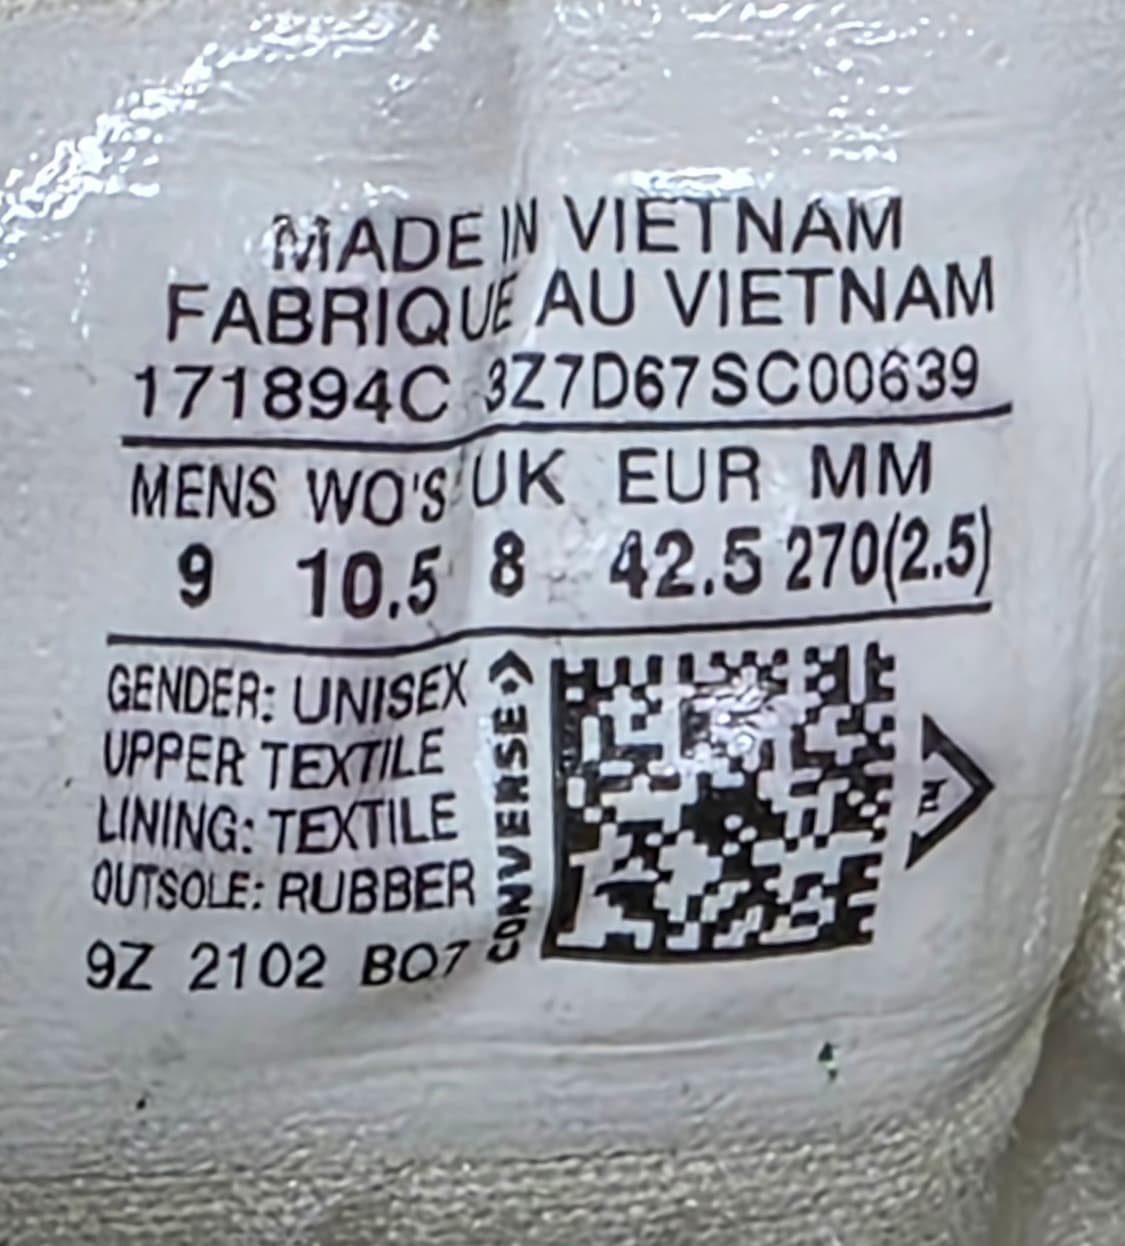 MADE IN VIETNAM
FABRIQUE AU VIETNAM
171894C 3Z7D67SC00639
MENS WO'S UK EUR MM
9 10.5 8 42.5 270(2.5)
GENDER: UNISEX
UPPER TEXTILE
LINING: TEXTILE
OUTSOLE: RUBBER
9Z 2102 BQ7
CONVERSE